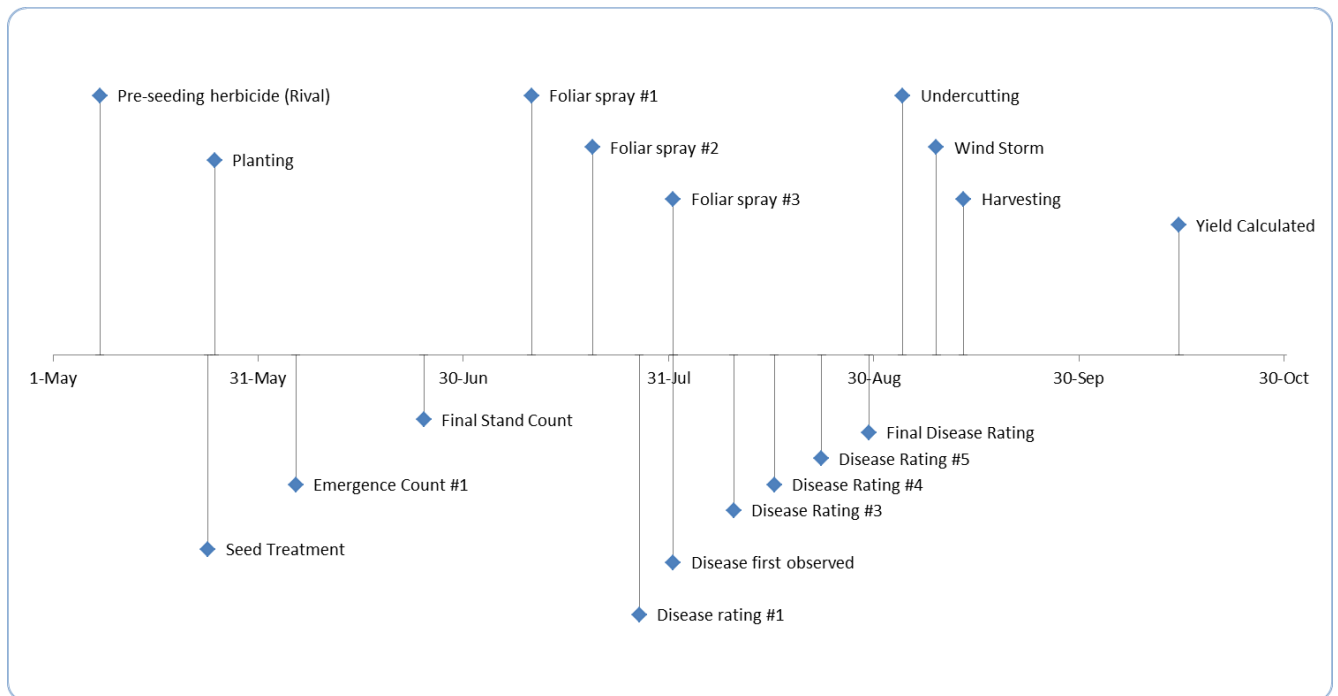 Pre-seeding herbicide (Rival)
Foliar spray #1
Undercutting
Planting
Foliar spray #2
Wind Storm
Foliar spray #3
Harvesting
Yield Calculated
1-May
31-May
30-Jun
31-Jul
30-Aug
30-Sep
30-Oct
Final Stand Count
Final Disease Rating
Disease Rating #5
Emergence Count #1
Disease Rating #4
Disease Rating #3
Seed Treatment
Disease first observed
Disease rating #1